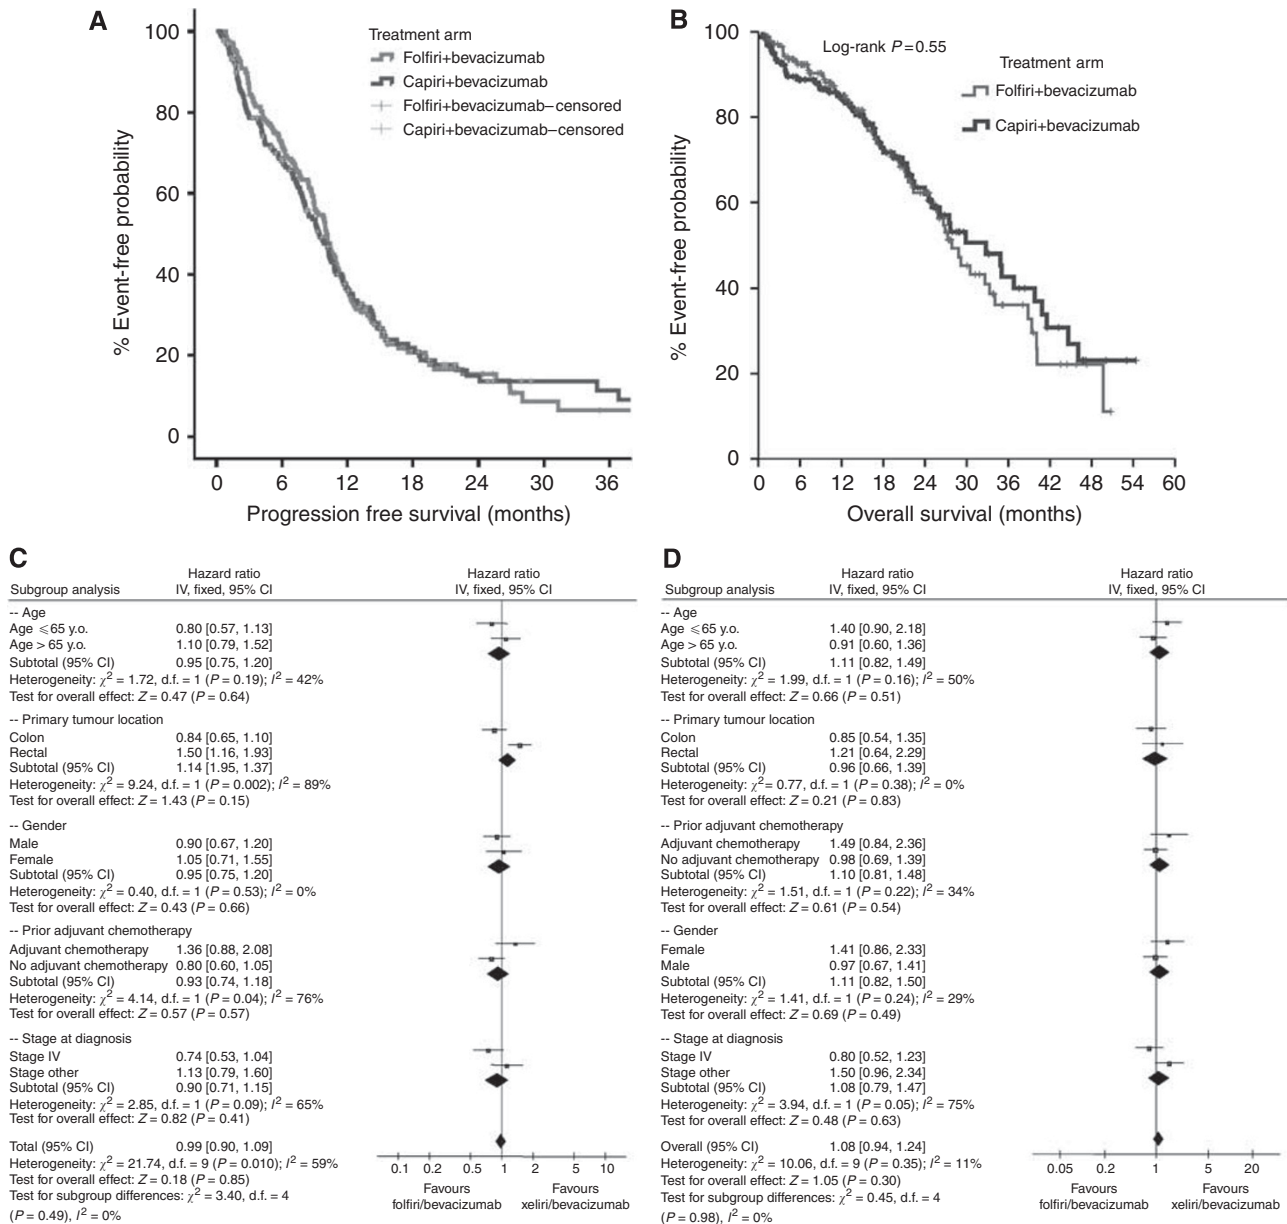 A
100
80
60
40
20
0
% Event-free probability
Treatment arm
Folfiri+bevacizumab
Capiri+bevacizumab
Folfiri+bevacizumab–censored
Capiri+bevacizumab–censored
0 6 12 18 24 30 36
Progression free survival (months)
B
100
80
60
40
20
0
% Event-free probability
Log-rank P=0.55
Treatment arm
Folfiri+bevacizumab
Capiri+bevacizumab
0 6 12 18 24 30 36 42 48 54 60
Overall survival (months)
C
Hazard ratio Hazard ratio
Subgroup analysis IV, fixed, 95% CI IV, fixed, 95% CI
-- Age
Age ⩽65 y.o. 0.80 [0.57, 1.13]
Age > 65 y.o. 1.10 [0.79, 1.52]
Subtotal (95% CI) 0.95 [0.75, 1.20]
Heterogeneity: χ2 = 1.72, d.f. = 1 (P = 0.19); I2 = 42%
Test for overall effect: Z = 0.47 (P = 0.64)
-- Primary tumour location
Colon 0.84 [0.65, 1.10]
Rectal 1.50 [1.16, 1.93]
Subtotal (95% CI) 1.14 [1.95, 1.37]
Heterogeneity: χ2 = 9.24, d.f. = 1 (P = 0.002); I2 = 89%
Test for overall effect: Z = 1.43 (P = 0.15)
-- Gender
Male 0.90 [0.67, 1.20]
Female 1.05 [0.71, 1.55]
Subtotal (95% CI) 0.95 [0.75, 1.20]
Heterogeneity: χ2 = 0.40, d.f. = 1 (P = 0.53); I2 = 0%
Test for overall effect: Z = 0.43 (P = 0.66)
-- Prior adjuvant chemotherapy
Adjuvant chemotherapy 1.36 [0.88, 2.08]
No adjuvant chemotherapy 0.80 [0.60, 1.05]
Subtotal (95% CI) 0.93 [0.74, 1.18]
Heterogeneity: χ2 = 4.14, d.f. = 1 (P = 0.04); I2 = 76%
Test for overall effect: Z = 0.57 (P = 0.57)
-- Stage at diagnosis
Stage IV 0.74 [0.53, 1.04]
Stage other 1.13 [0.79, 1.60]
Subtotal (95% CI) 0.90 [0.71, 1.15]
Heterogeneity: χ2 = 2.85, d.f. = 1 (P = 0.09); I2 = 65%
Test for overall effect: Z = 0.82 (P = 0.41)
Total (95% CI) 0.99 [0.90, 1.09]
Heterogeneity: χ2 = 21.74, d.f. = 9 (P = 0.010); I2 = 59%
Test for overall effect: Z = 0.18 (P = 0.85)
Test for subgroup differences: χ2 = 3.40, d.f. = 4
(P = 0.49), I2 = 0%
0.1 0.2 0.5 1 2 5 10
Favours Favours
folfiri/bevacizumab xeliri/bevacizumab
D
Hazard ratio Hazard ratio
Subgroup analysis IV, fixed, 95% CI IV, fixed, 95% CI
-- Age
Age ⩽65 y.o. 1.40 [0.90, 2.18]
Age > 65 y.o. 0.91 [0.60, 1.36]
Subtotal (95% CI) 1.11 [0.82, 1.49]
Heterogeneity: χ2 = 1.99, d.f. = 1 (P = 0.16); I2 = 50%
Test for overall effect: Z = 0.66 (P = 0.51)
-- Primary tumour location
Colon 0.85 [0.54, 1.35]
Rectal 1.21 [0.64, 2.29]
Subtotal (95% CI) 0.96 [0.66, 1.39]
Heterogeneity: χ2= 0.77, d.f. = 1 (P = 0.38); I2 = 0%
Test for overall effect: Z = 0.21 (P = 0.83)
-- Prior adjuvant chemotherapy
Adjuvant chemotherapy 1.49 [0.84, 2.36]
No adjuvant chemotherapy 0.98 [0.69, 1.39]
Subtotal (95% CI) 1.10 [0.81, 1.48]
Heterogeneity: χ2 = 1.51, d.f. = 1 (P = 0.22); I2 = 34%
Test for overall effect: Z = 0.61 (P = 0.54)
-- Gender
Female 1.41 [0.86, 2.33]
Male 0.97 [0.67, 1.41]
Subtotal (95% CI) 1.11 [0.82, 1.50]
Heterogeneity: χ2 = 1.41, d.f. = 1 (P = 0.24); I2 = 29%
Test for overall effect: Z = 0.69 (P = 0.49)
-- Stage at diagnosis
Stage IV 0.80 [0.52, 1.23]
Stage other 1.50 [0.96, 2.34]
Subtotal (95% CI) 1.08 [0.79, 1.47]
Heterogeneity: χ2 = 3.94, d.f. = 1 (P = 0.05); I2 = 75%
Test for overall effect: Z = 0.48 (P = 0.63)
Overall (95% CI) 1.08 [0.94, 1.24]
Heterogeneity: χ2 = 10.06, d.f. = 9 (P = 0.35); I2 = 11%
Test for overall effect: Z = 1.05 (P = 0.30)
Test for subgroup differences: χ2 = 0.45, d.f. = 4
(P = 0.98), I2 = 0%
0.05 0.2 1 5 20
Favours Favours
folfiri/bevacizumab xeliri/bevacizumab